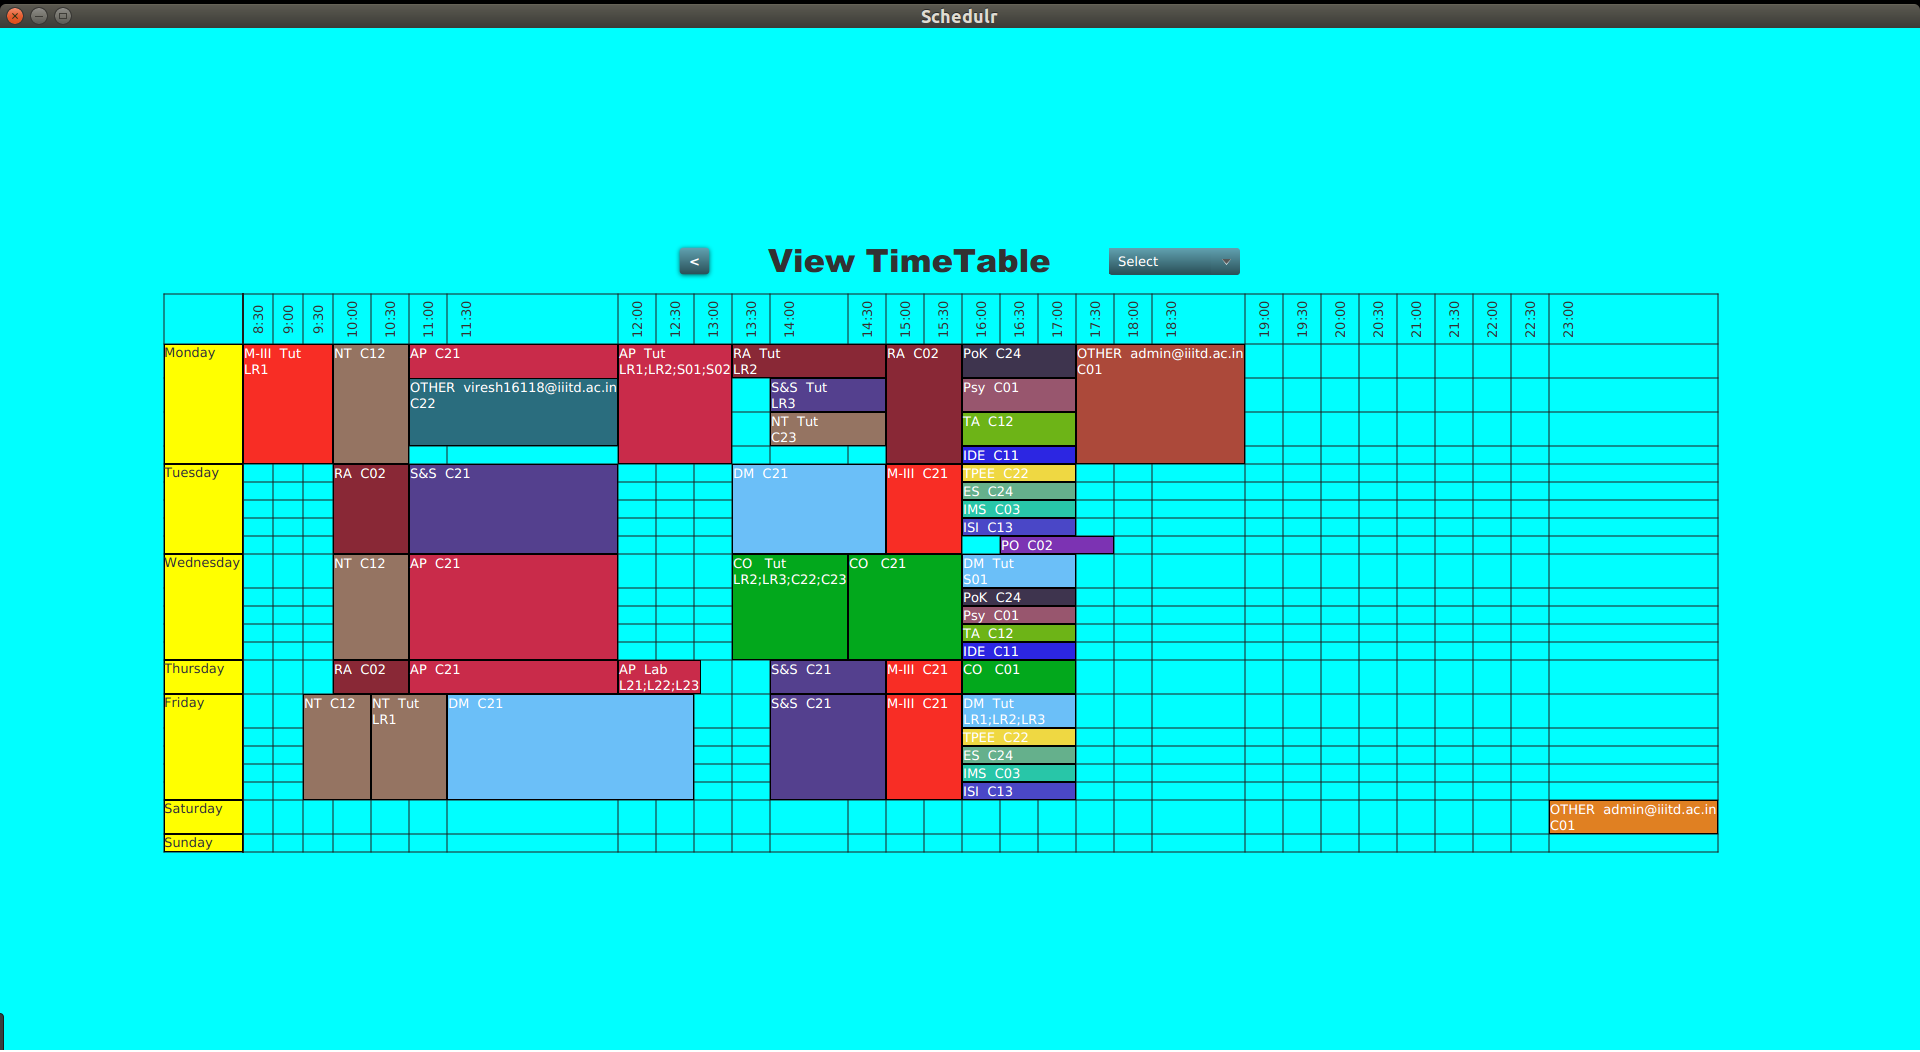 Schedulr
<
View TimeTable
Select
8:30 9:00 9:30 10:00 10:30 11:00 11:30 12:00 12:30 13:00 13:30 14:00 14:30 15:00 15:30 16:00 16:30 17:00 17:30 18:00 18:30 19:00 19:30 20:00 20:30 21:00 21:30 22:00 22:30 23:00
Monday
M-III Tut
LR1
NT C12
AP C21
OTHER viresh16118@iiitd.ac.in
C22
AP Tut
LR1;LR2;S01;S02
RA Tut
LR2
S&S Tut
LR3
NT Tut
C23
RA C02
PoK C24
Psy C01
TA C12
IDE C11
OTHER admin@iiitd.ac.in
C01
Tuesday
RA C02
S&S C21
DM C21
M-III C21
TPEE C22
ES C24
IMS C03
ISI C13
PO C02
Wednesday
NT C12
AP C21
CO Tut
LR2;LR3;C22;C23
CO C21
DM Tut
S01
PoK C24
Psy C01
TA C12
IDE C11
Thursday
RA C02
AP C21
AP Lab
L21;L22;L23
S&S C21
M-III C21
CO C01
Friday
NT C12
NT Tut
LR1
DM C21
S&S C21
M-III C21
DM Tut
LR1;LR2;LR3
TPEE C22
ES C24
IMS C03
ISI C13
Saturday
OTHER admin@iiitd.ac.in
C01
Sunday